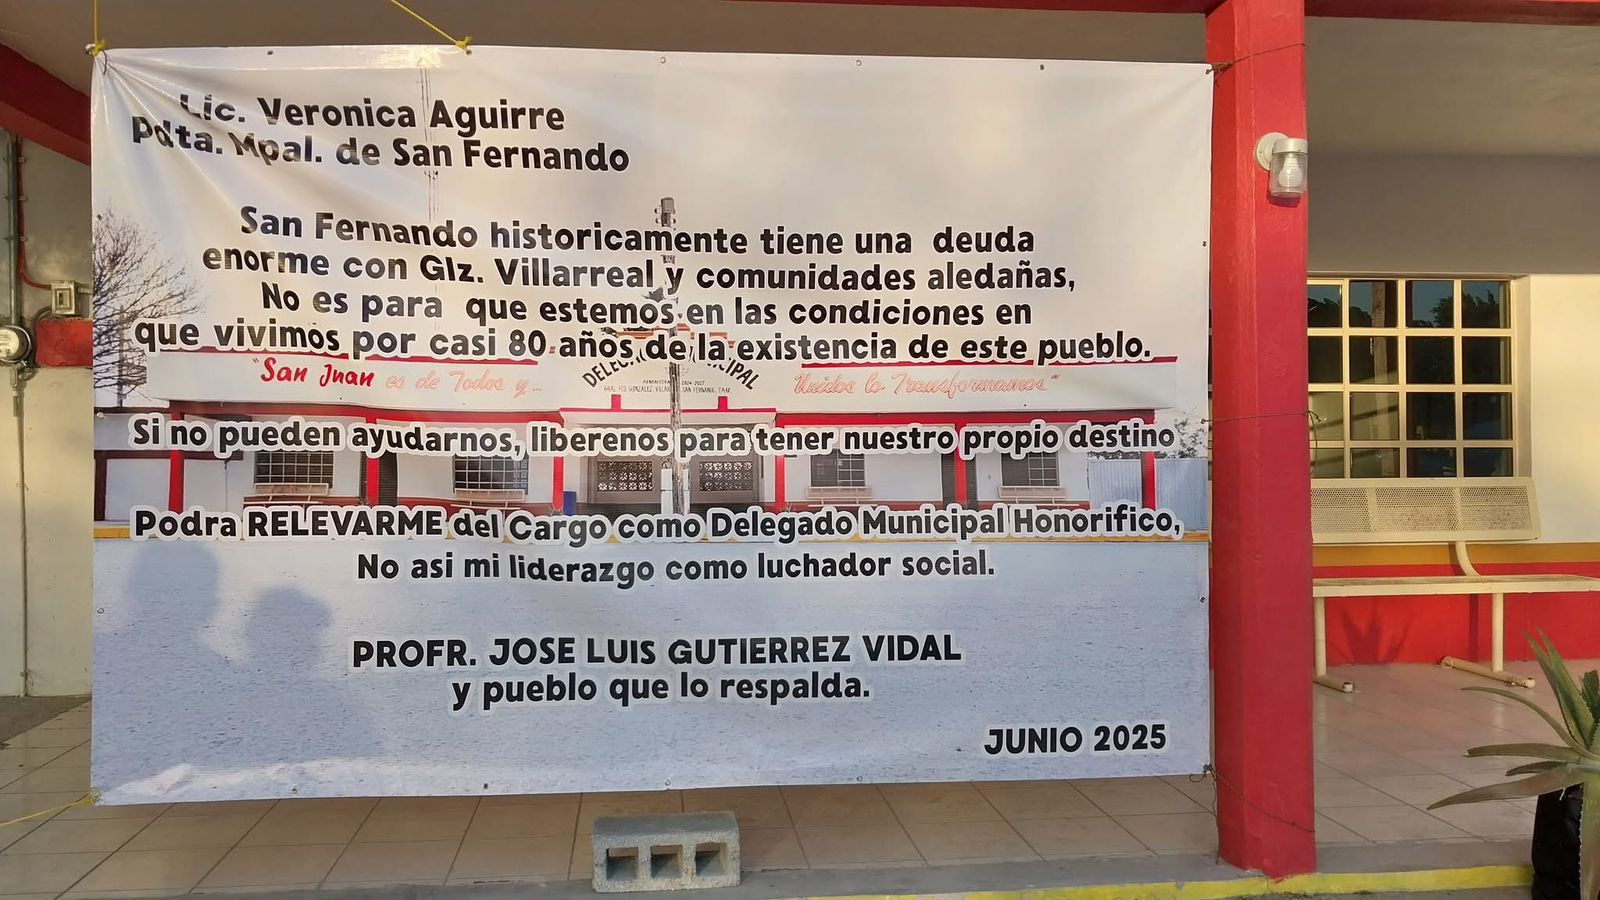 Lic. Veronica Aguirre
Pdta. Mpal. de San Fernando
San Fernando historicamente tiene una deuda
enorme con Glz. Villarreal y comunidades aledañas,
No es para que estemos en las condiciones en
que vivimos por casi 80 años de la existencia de este pueblo.
"San Juan es de Todos y... Unidos lo Transformamos"
Si no pueden ayudarnos, liberenos para tener nuestro propio destino
Podra RELEVARME del Cargo como Delegado Municipal Honorifico,
No asi mi liderazgo como luchador social.
PROFR. JOSE LUIS GUTIERREZ VIDAL
y pueblo que lo respalda.
JUNIO 2025